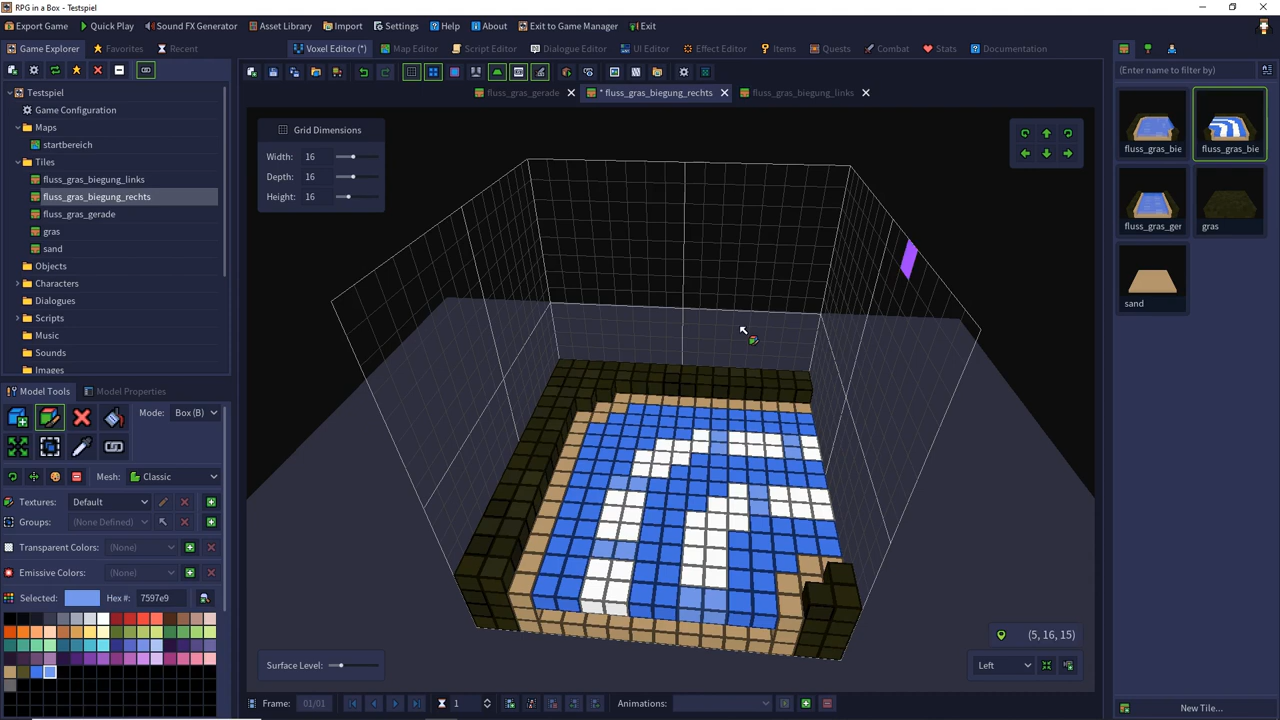 RPG in a Box - Testspiel
Export Game Quick Play Sound FX Generator Asset Library Import Settings Help About Exit to Game Manager Exit
Game Explorer Favorites Recent Voxel Editor (*) Map Editor Script Editor Dialogue Editor UI Editor Effect Editor Items Quests Combat Stats Documentation
(Enter name to filter by)
fluss_gras_gerade * fluss_gras_biegung_rechts fluss_gras_biegung_links
Testspiel
Game Configuration
Maps
startbereich
Tiles
fluss_gras_biegung_links
fluss_gras_biegung_rechts
fluss_gras_gerade
gras
sand
Objects
Characters
Dialogues
Scripts
Music
Sounds
Images
Grid Dimensions
Width: 16
Depth: 16
Height: 16
fluss_gras_bie fluss_gras_bie
fluss_gras_ger gras
sand
Model Tools Model Properties
Mode: Box (B)
Mesh: Classic
Textures: Default
Groups: (None Defined)
Transparent Colors: (None)
Emissive Colors: (None)
Selected: Hex #: 7597e9
(5, 16, 15)
Surface Level: Left
Frame: 01/01 1 Animations:
New Tile...